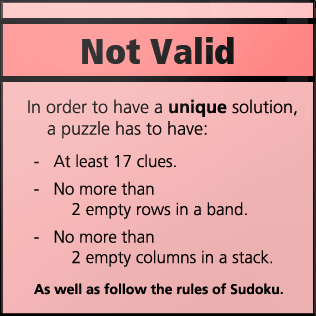 Not Valid
In order to have a unique solution,
a puzzle has to have:
- At least 17 clues.
- No more than
2 empty rows in a band.
- No more than
2 empty columns in a stack.
As well as follow the rules of Sudoku.